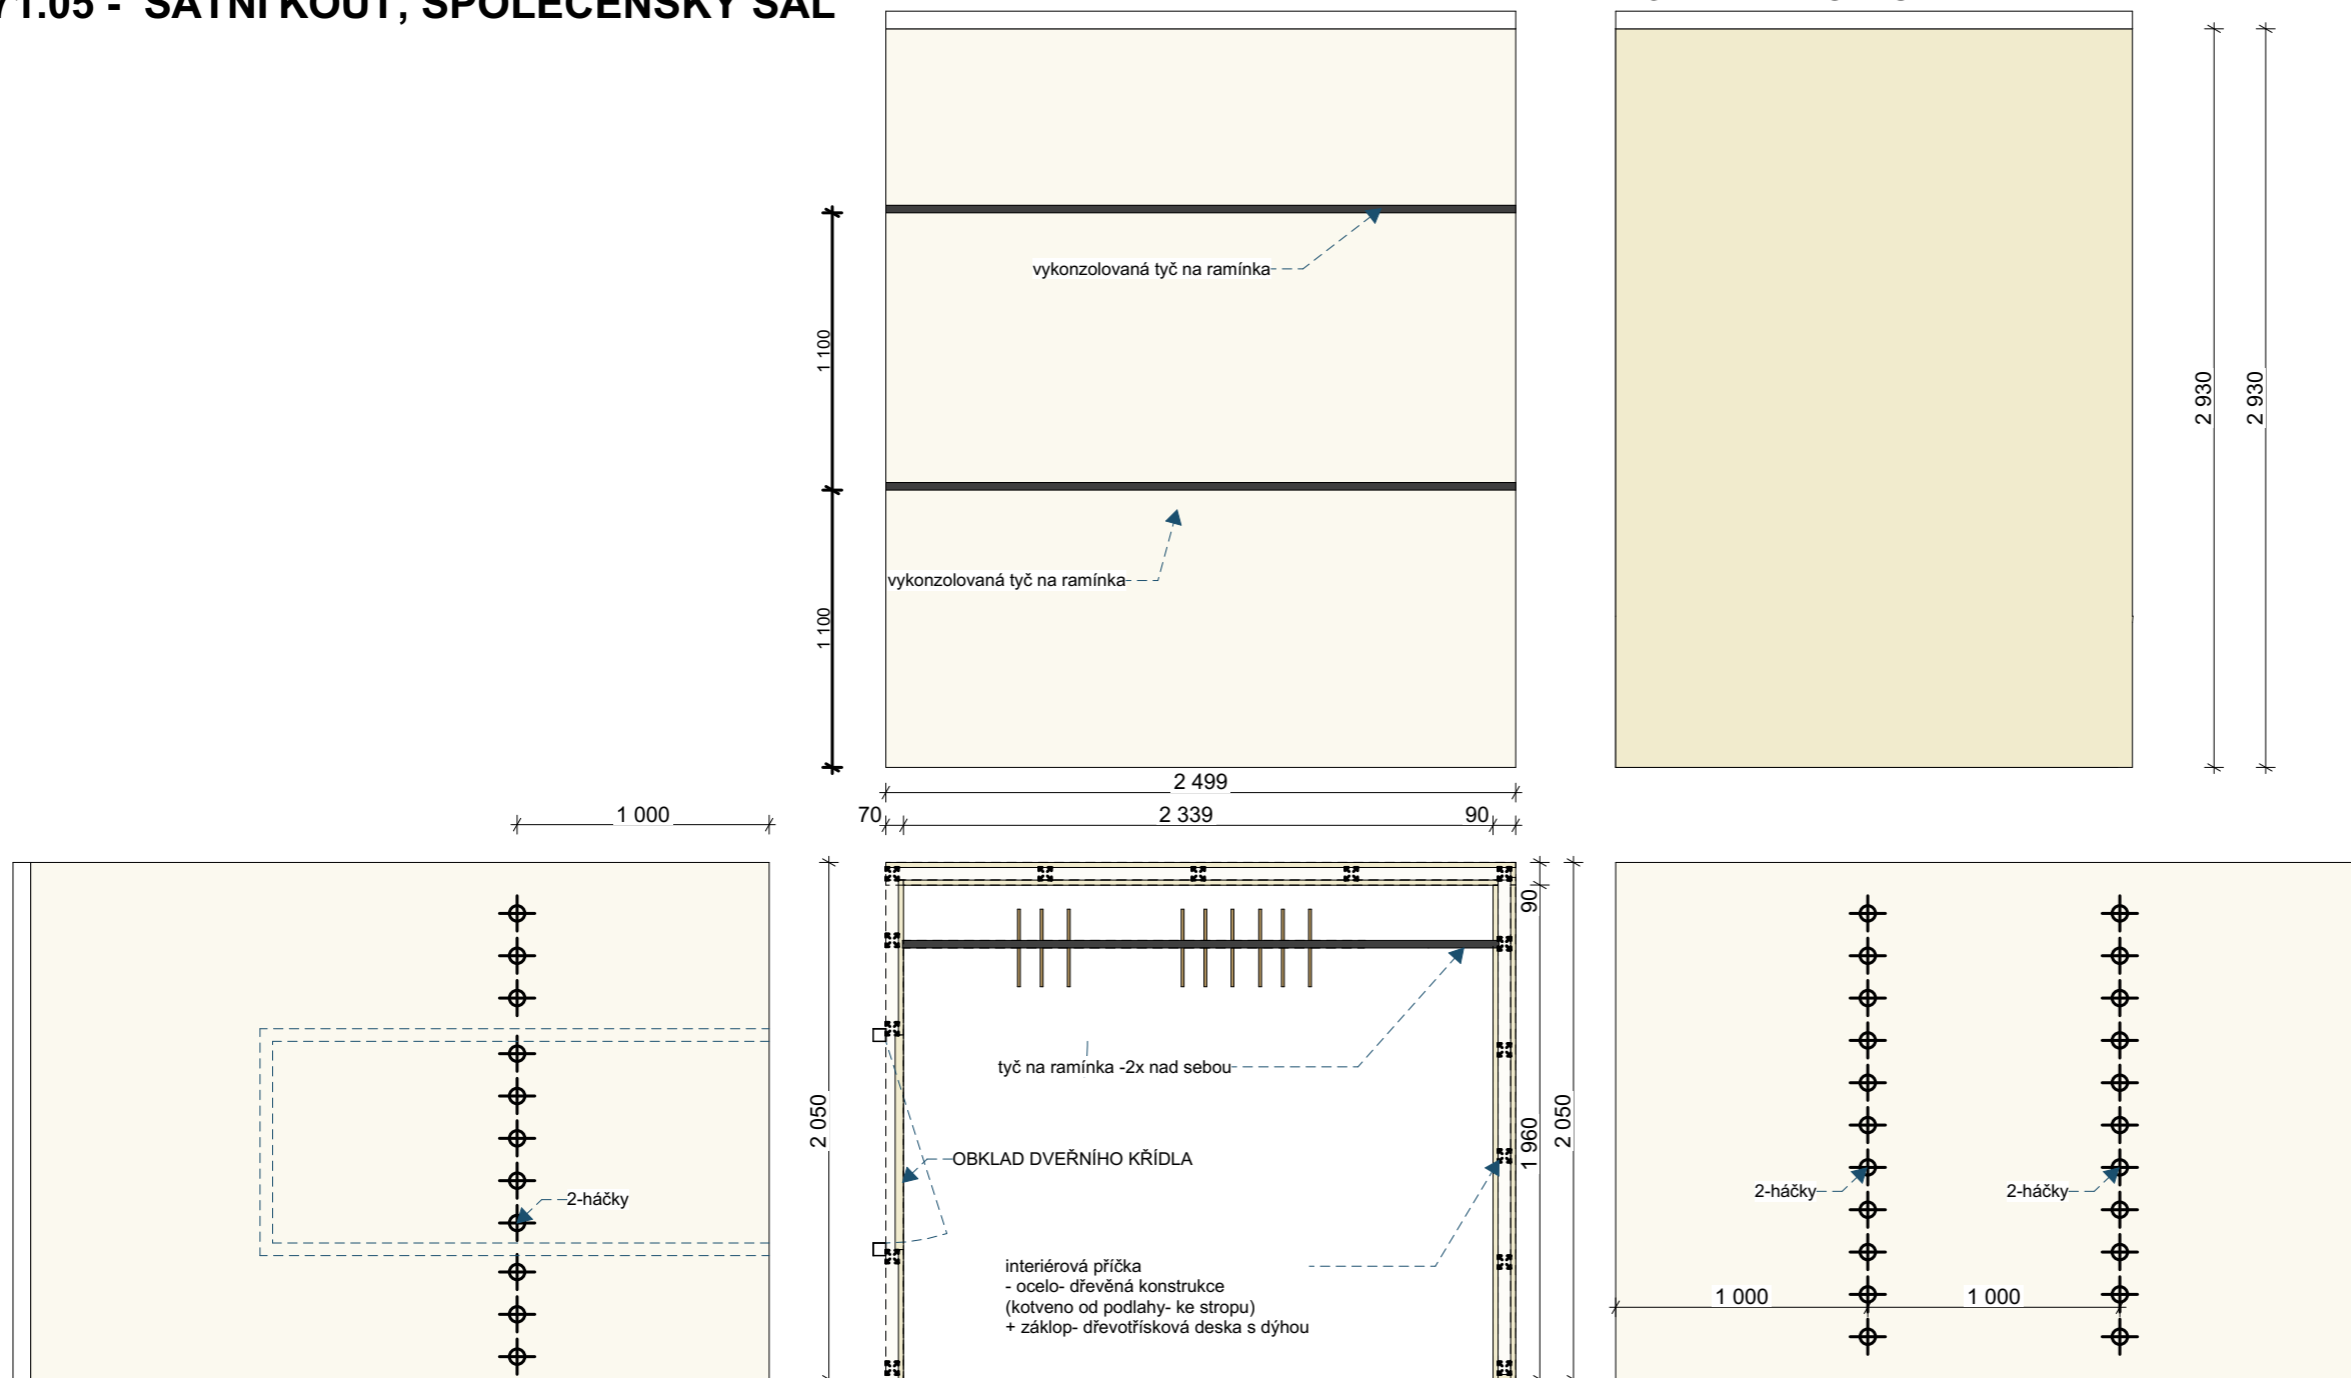 1.05 - ŠATNÍ KOUT, SPOLEČENSKÝ SÁL
vykonzolovaná tyč na ramínka
1 100
2 930
2 930
vykonzolovaná tyč na ramínka
1 100
2 499
1 000
70
2 339
90
90
tyč na ramínka -2x nad sebou
2 050
1 960
2 050
OBKLAD DVEŘNÍHO KŘÍDLA
2-háčky
2-háčky
2-háčky
interiérová příčka
- ocelo- dřevěná konstrukce
(kotveno od podlahy- ke stropu)
+ záklop- dřevotřísková deska s dýhou
1 000
1 000